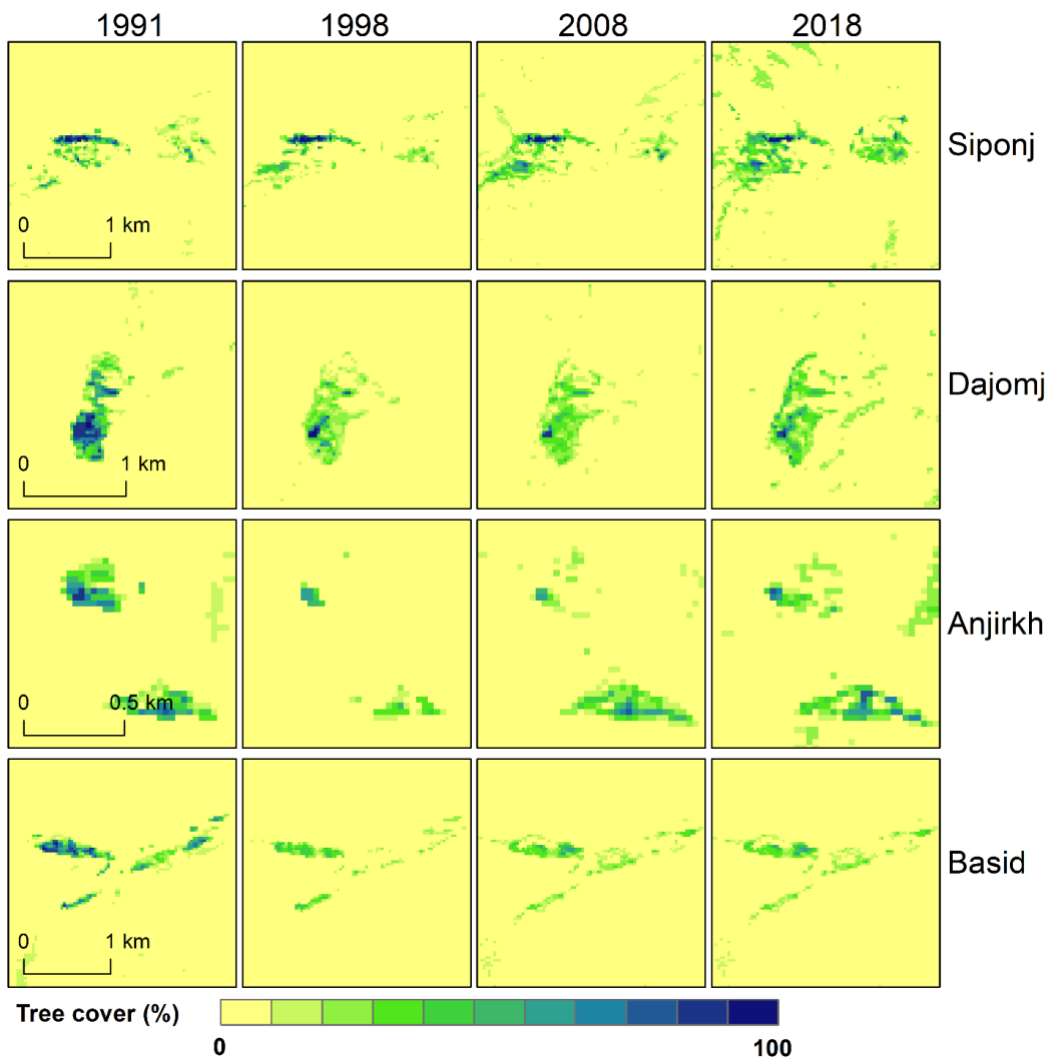 1991 1998 2008 2018
Siponj
0 1 km
Dajomj
0 1 km
Anjirkh
0 0.5 km
Basid
0 1 km
Tree cover (%)
0 100